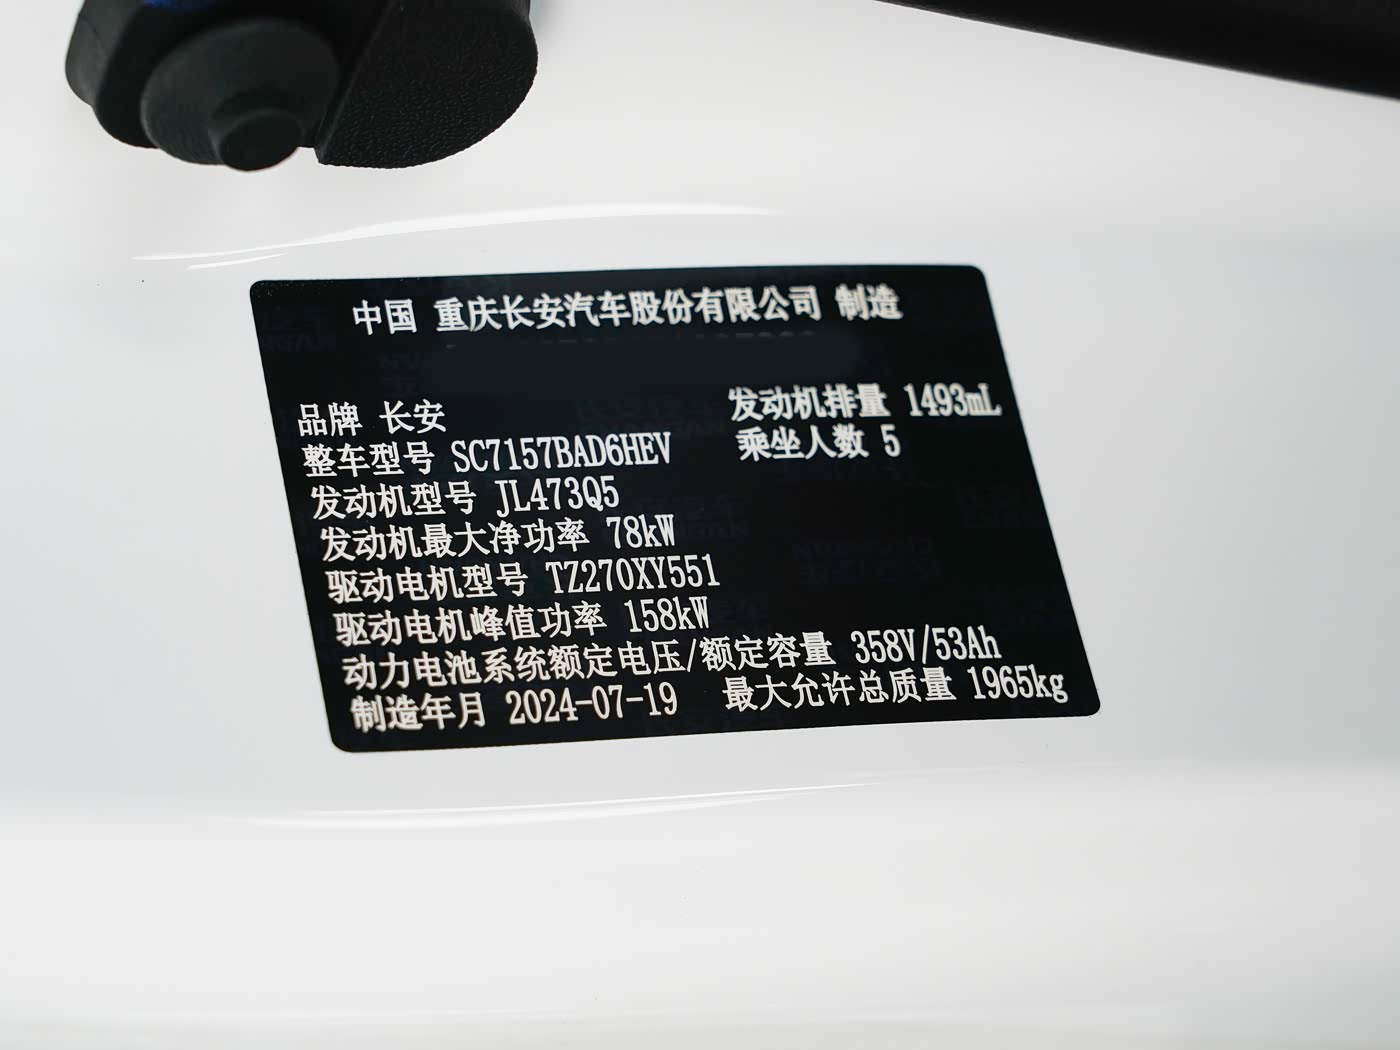 中国 重庆长安汽车股份有限公司 制造
品牌 长安 发动机排量 1493mL
整车型号 SC7157BAD6HEV 乘坐人数 5
发动机型号 JL473Q5
发动机最大净功率 78kW
驱动电机型号 TZ270XY551
驱动电机峰值功率 158kW
动力电池系统额定电压/额定容量 358V/53Ah
制造年月 2024-07-19 最大允许总质量 1965kg